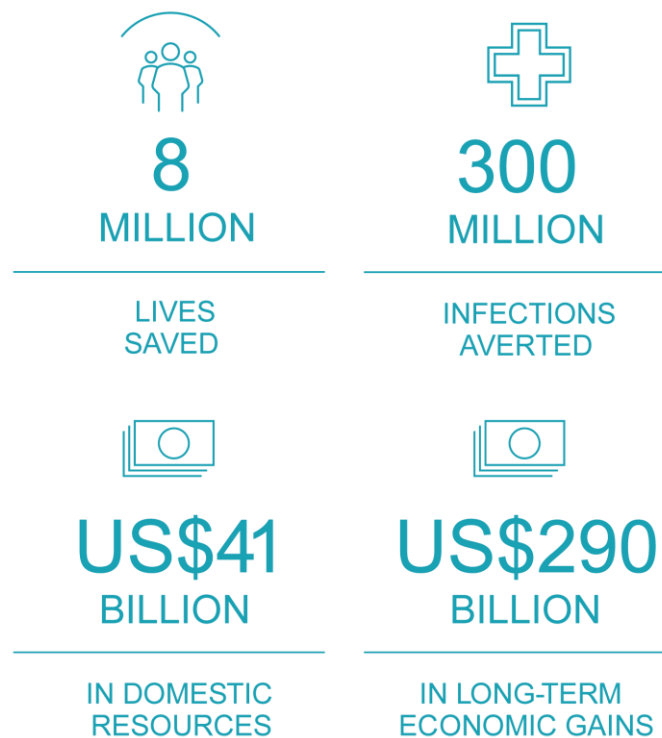 8
MILLION
LIVES
SAVED
300
MILLION
INFECTIONS
AVERTED
US$41
BILLION
IN DOMESTIC
RESOURCES
US$290
BILLION
IN LONG-TERM
ECONOMIC GAINS